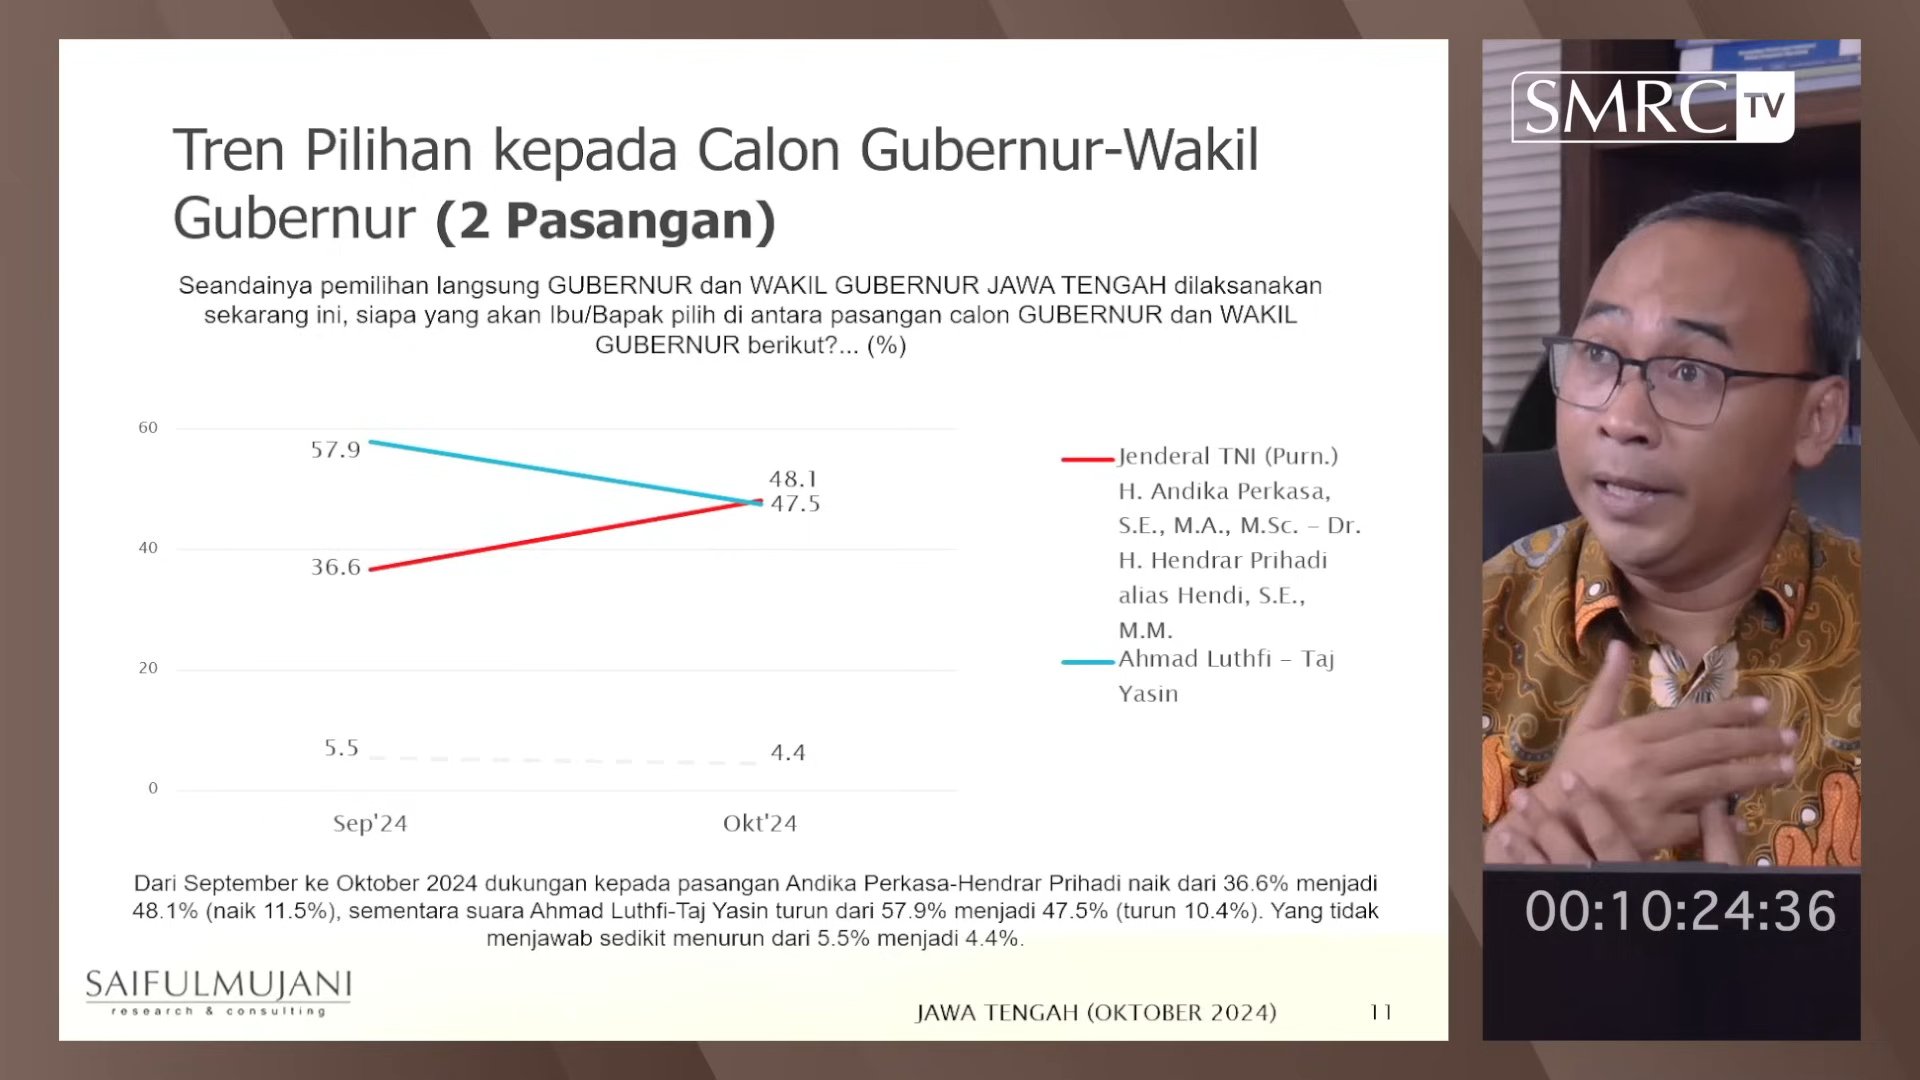 Tren Pilihan kepada Calon Gubernur-Wakil
Gubernur (2 Pasangan)
Seandainya pemilihan langsung GUBERNUR dan WAKIL GUBERNUR JAWA TENGAH dilaksanakan
sekarang ini, siapa yang akan Ibu/Bapak pilih di antara pasangan calon GUBERNUR dan WAKIL
GUBERNUR berikut?... (%)
60
57.9
48.1
47.5
40
36.6
20
5.5
4.4
0
Sep'24
Okt'24
Jenderal TNI (Purn.)
H. Andika Perkasa,
S.E., M.A., M.Sc. – Dr.
H. Hendrar Prihadi
alias Hendi, S.E.,
M.M.
Ahmad Luthfi – Taj
Yasin
Dari September ke Oktober 2024 dukungan kepada pasangan Andika Perkasa-Hendrar Prihadi naik dari 36.6% menjadi
48.1% (naik 11.5%), sementara suara Ahmad Luthfi-Taj Yasin turun dari 57.9% menjadi 47.5% (turun 10.4%). Yang tidak
menjawab sedikit menurun dari 5.5% menjadi 4.4%.
SAIFULMUJANI
research & consulting
JAWA TENGAH (OKTOBER 2024)
11
SMRC TV
00:10:24:36